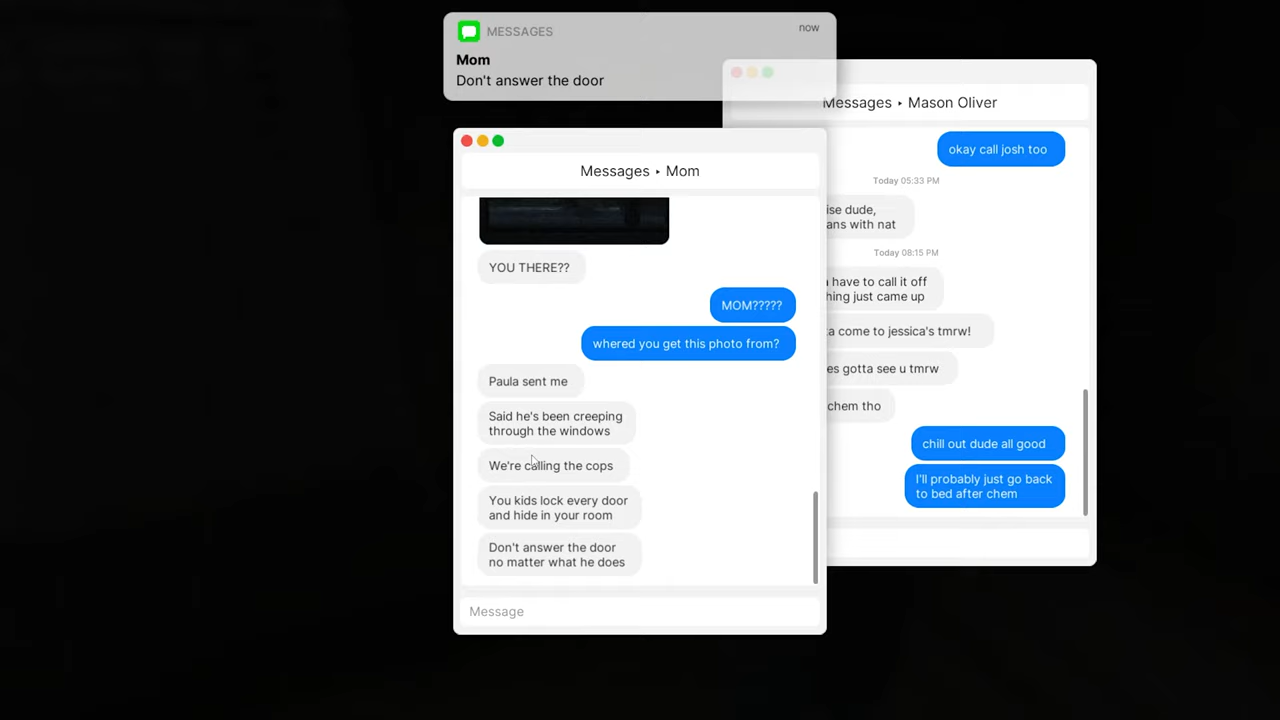 MESSAGES
now
Mom
Don't answer the door
Messages ‣ Mom
YOU THERE??
MOM?????
whered you get this photo from?
Paula sent me
Said he's been creeping
through the windows
We're calling the cops
You kids lock every door
and hide in your room
Don't answer the door
no matter what he does
Message
Messages ‣ Mason Oliver
okay call josh too
Today 05:33 PM
ise dude,
ans with nat
Today 08:15 PM
have to call it off
hing just came up
a come to jessica's tmrw!
es gotta see u tmrw
chem tho
chill out dude all good
I'll probably just go back
to bed after chem